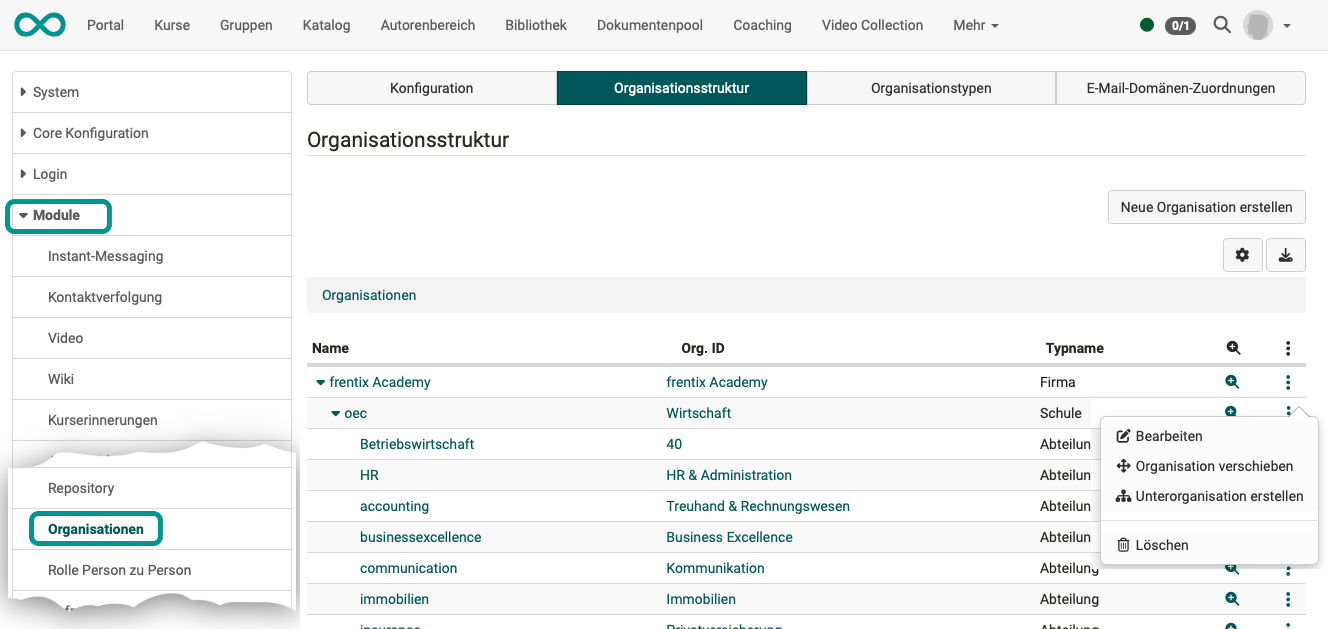 Portal Kurse Gruppen Katalog Autorenbereich Bibliothek Dokumentenpool Coaching Video Collection Mehr 0/1
System
Core Konfiguration
Login
Module
Instant-Messaging
Kontaktverfolgung
Video
Wiki
Kurserinnerungen
Repository
Organisationen
Rolle Person zu Person
Konfiguration Organisationsstruktur Organisationstypen E-Mail-Domänen-Zuordnungen
Organisationsstruktur
Neue Organisation erstellen
Organisationen
Name Org. ID Typname
frentix Academy frentix Academy Firma
oec Wirtschaft Schule
Betriebswirtschaft 40 Abteilun
HR HR & Administration Abteilun
accounting Treuhand & Rechnungswesen Abteilun
businessexcellence Business Excellence Abteilun
communication Kommunikation Abteilung
immobilien Immobilien Abteilung
Bearbeiten
Organisation verschieben
Unterorganisation erstellen
Löschen